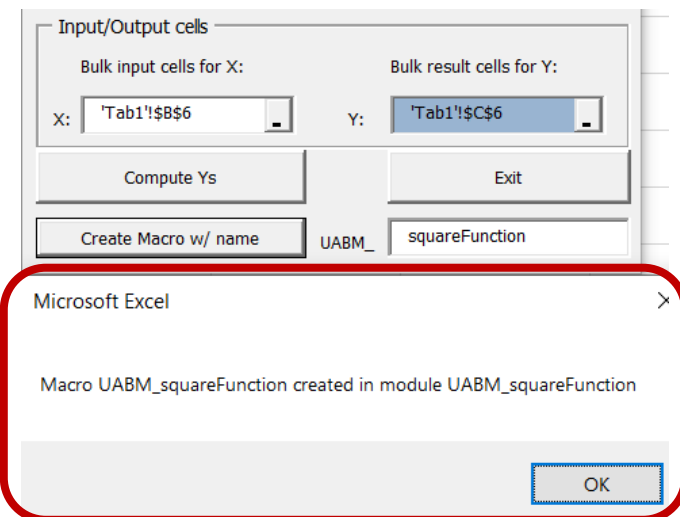 Input/Output cells
Bulk input cells for X: Bulk result cells for Y:
X: 'Tab1'!$B$6 _ Y: 'Tab1'!$C$6 _
Compute Ys Exit
Create Macro w/ name UABM_ squareFunction
Microsoft Excel
Macro UABM_squareFunction created in module UABM_squareFunction
OK